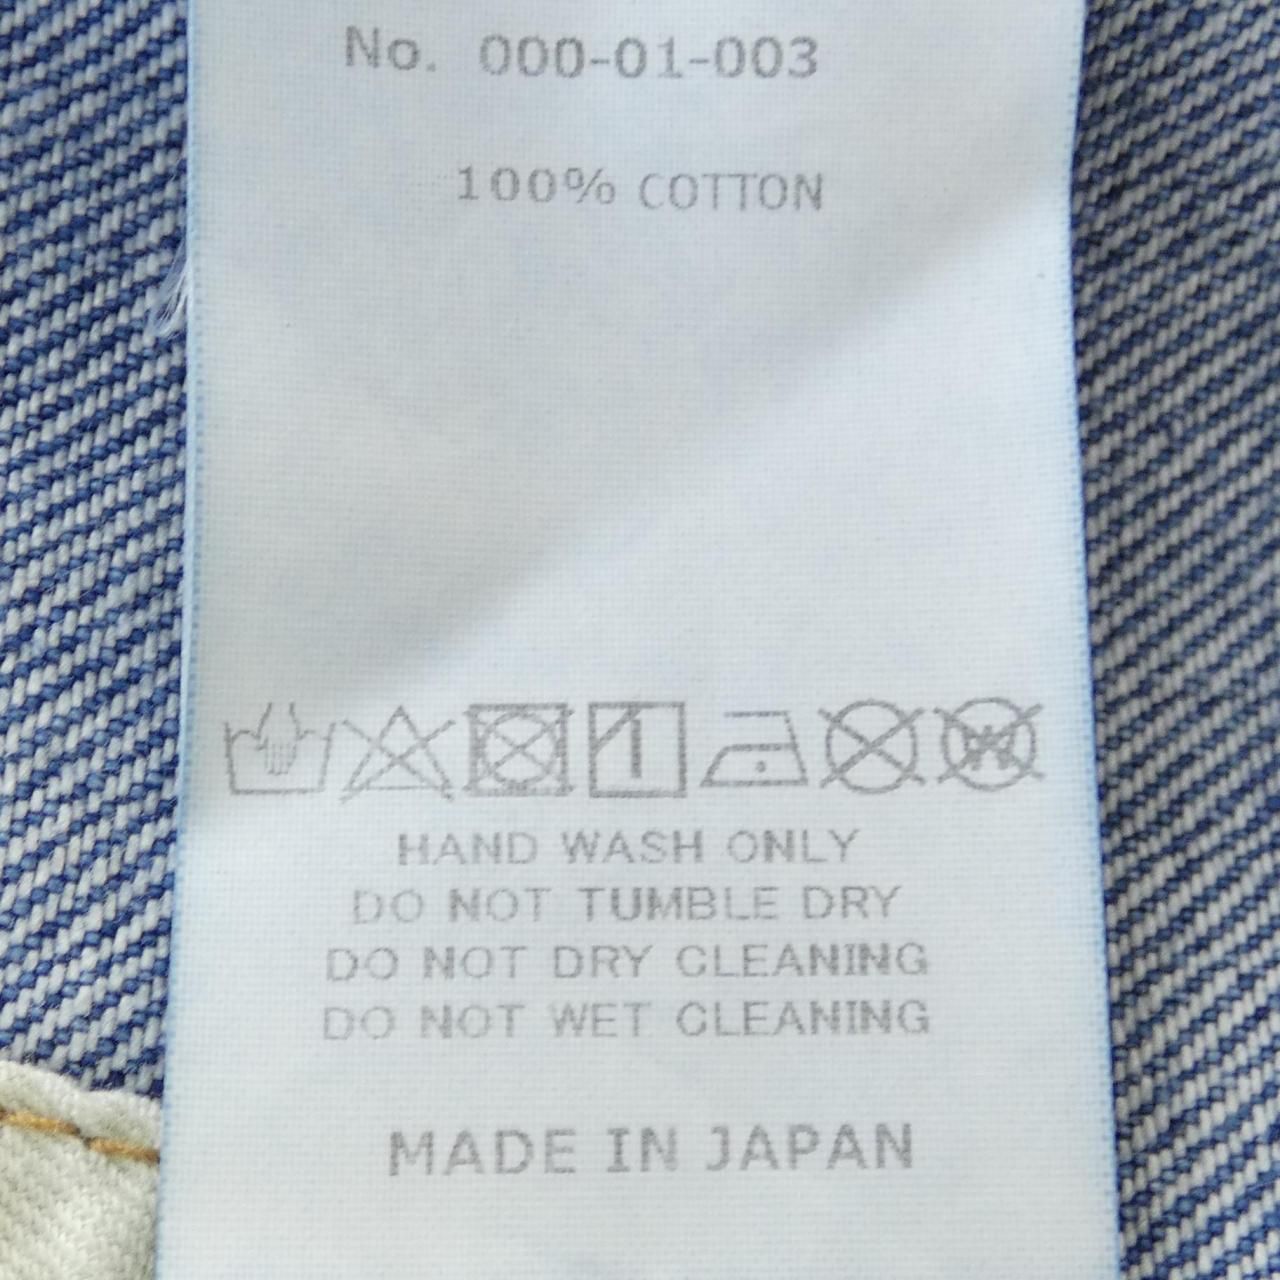 No. 000-01-003
100% COTTON
HAND WASH ONLY
DO NOT TUMBLE DRY
DO NOT DRY CLEANING
DO NOT WET CLEANING
MADE IN JAPAN